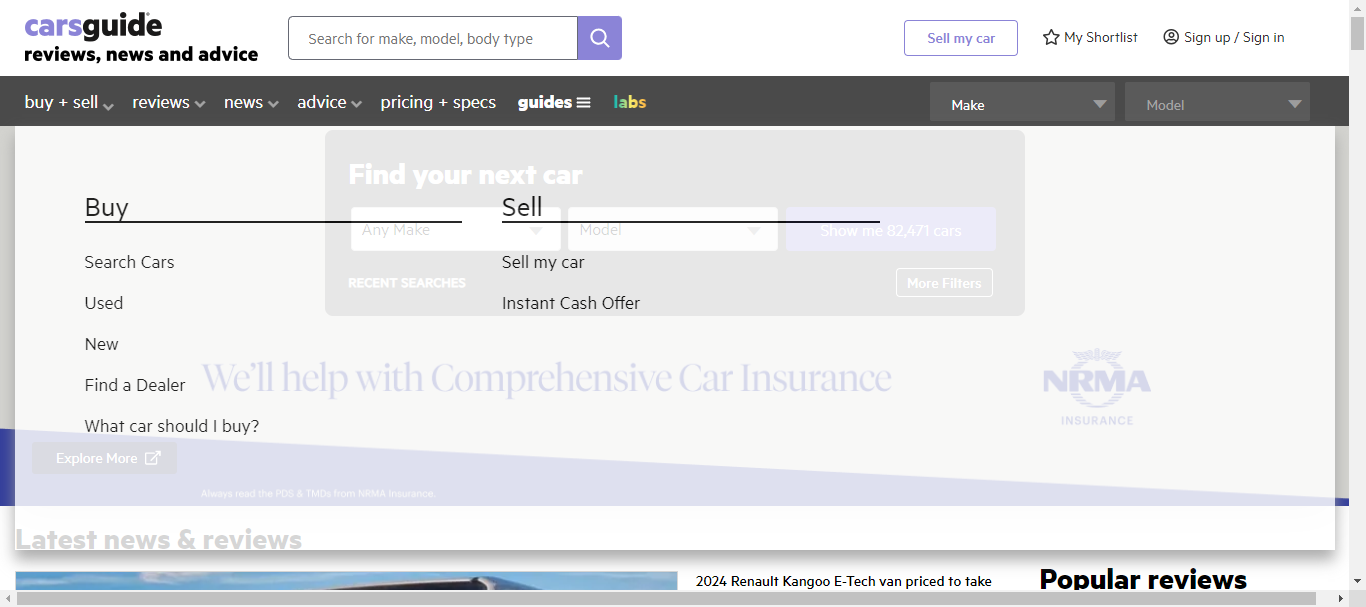 carsguide
reviews, news and advice
Search for make, model, body type
Sell my car
My Shortlist
Sign up / Sign in
buy + sell
reviews
news
advice
pricing + specs
guides
labs
Make
Model
Find your next car
Buy
Sell
Any Make
Model
Show me 82,471 cars
Search Cars
Sell my car
RECENT SEARCHES
More Filters
Used
Instant Cash Offer
New
Find a Dealer
We'll help with Comprehensive Car Insurance
NRMA
INSURANCE
What car should I buy?
Explore More
Always read the PDS & TMDs from NRMA Insurance.
Latest news & reviews
2024 Renault Kangoo E-Tech van priced to take
Popular reviews